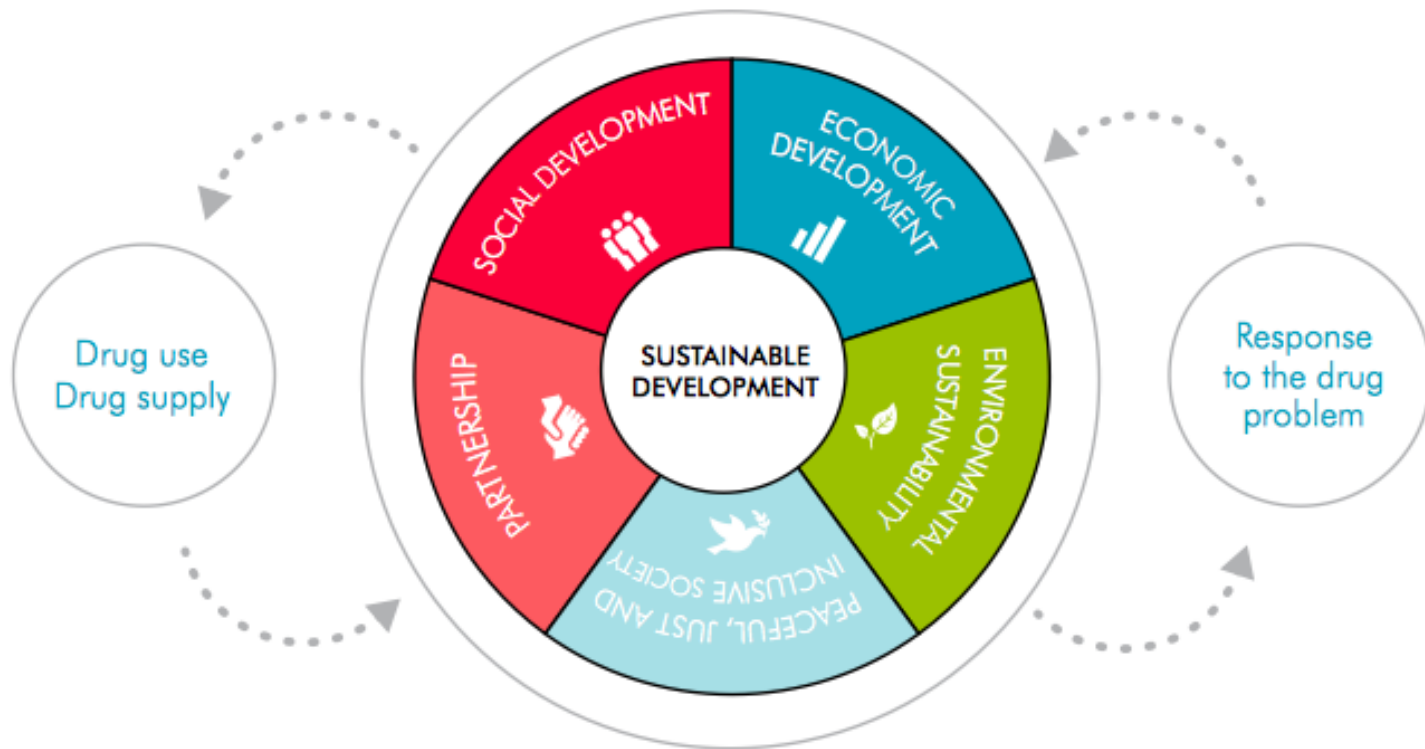 SOCIAL DEVELOPMENT
ECONOMIC
DEVELOPMENT
Drug use
Drug supply
SUSTAINABLE
DEVELOPMENT
Response
to the drug
problem
PARTNERSHIP
ENVIRONMENTAL
SUSTAINABILITY
PEACEFUL, JUST AND
INCLUSIVE SOCIETY